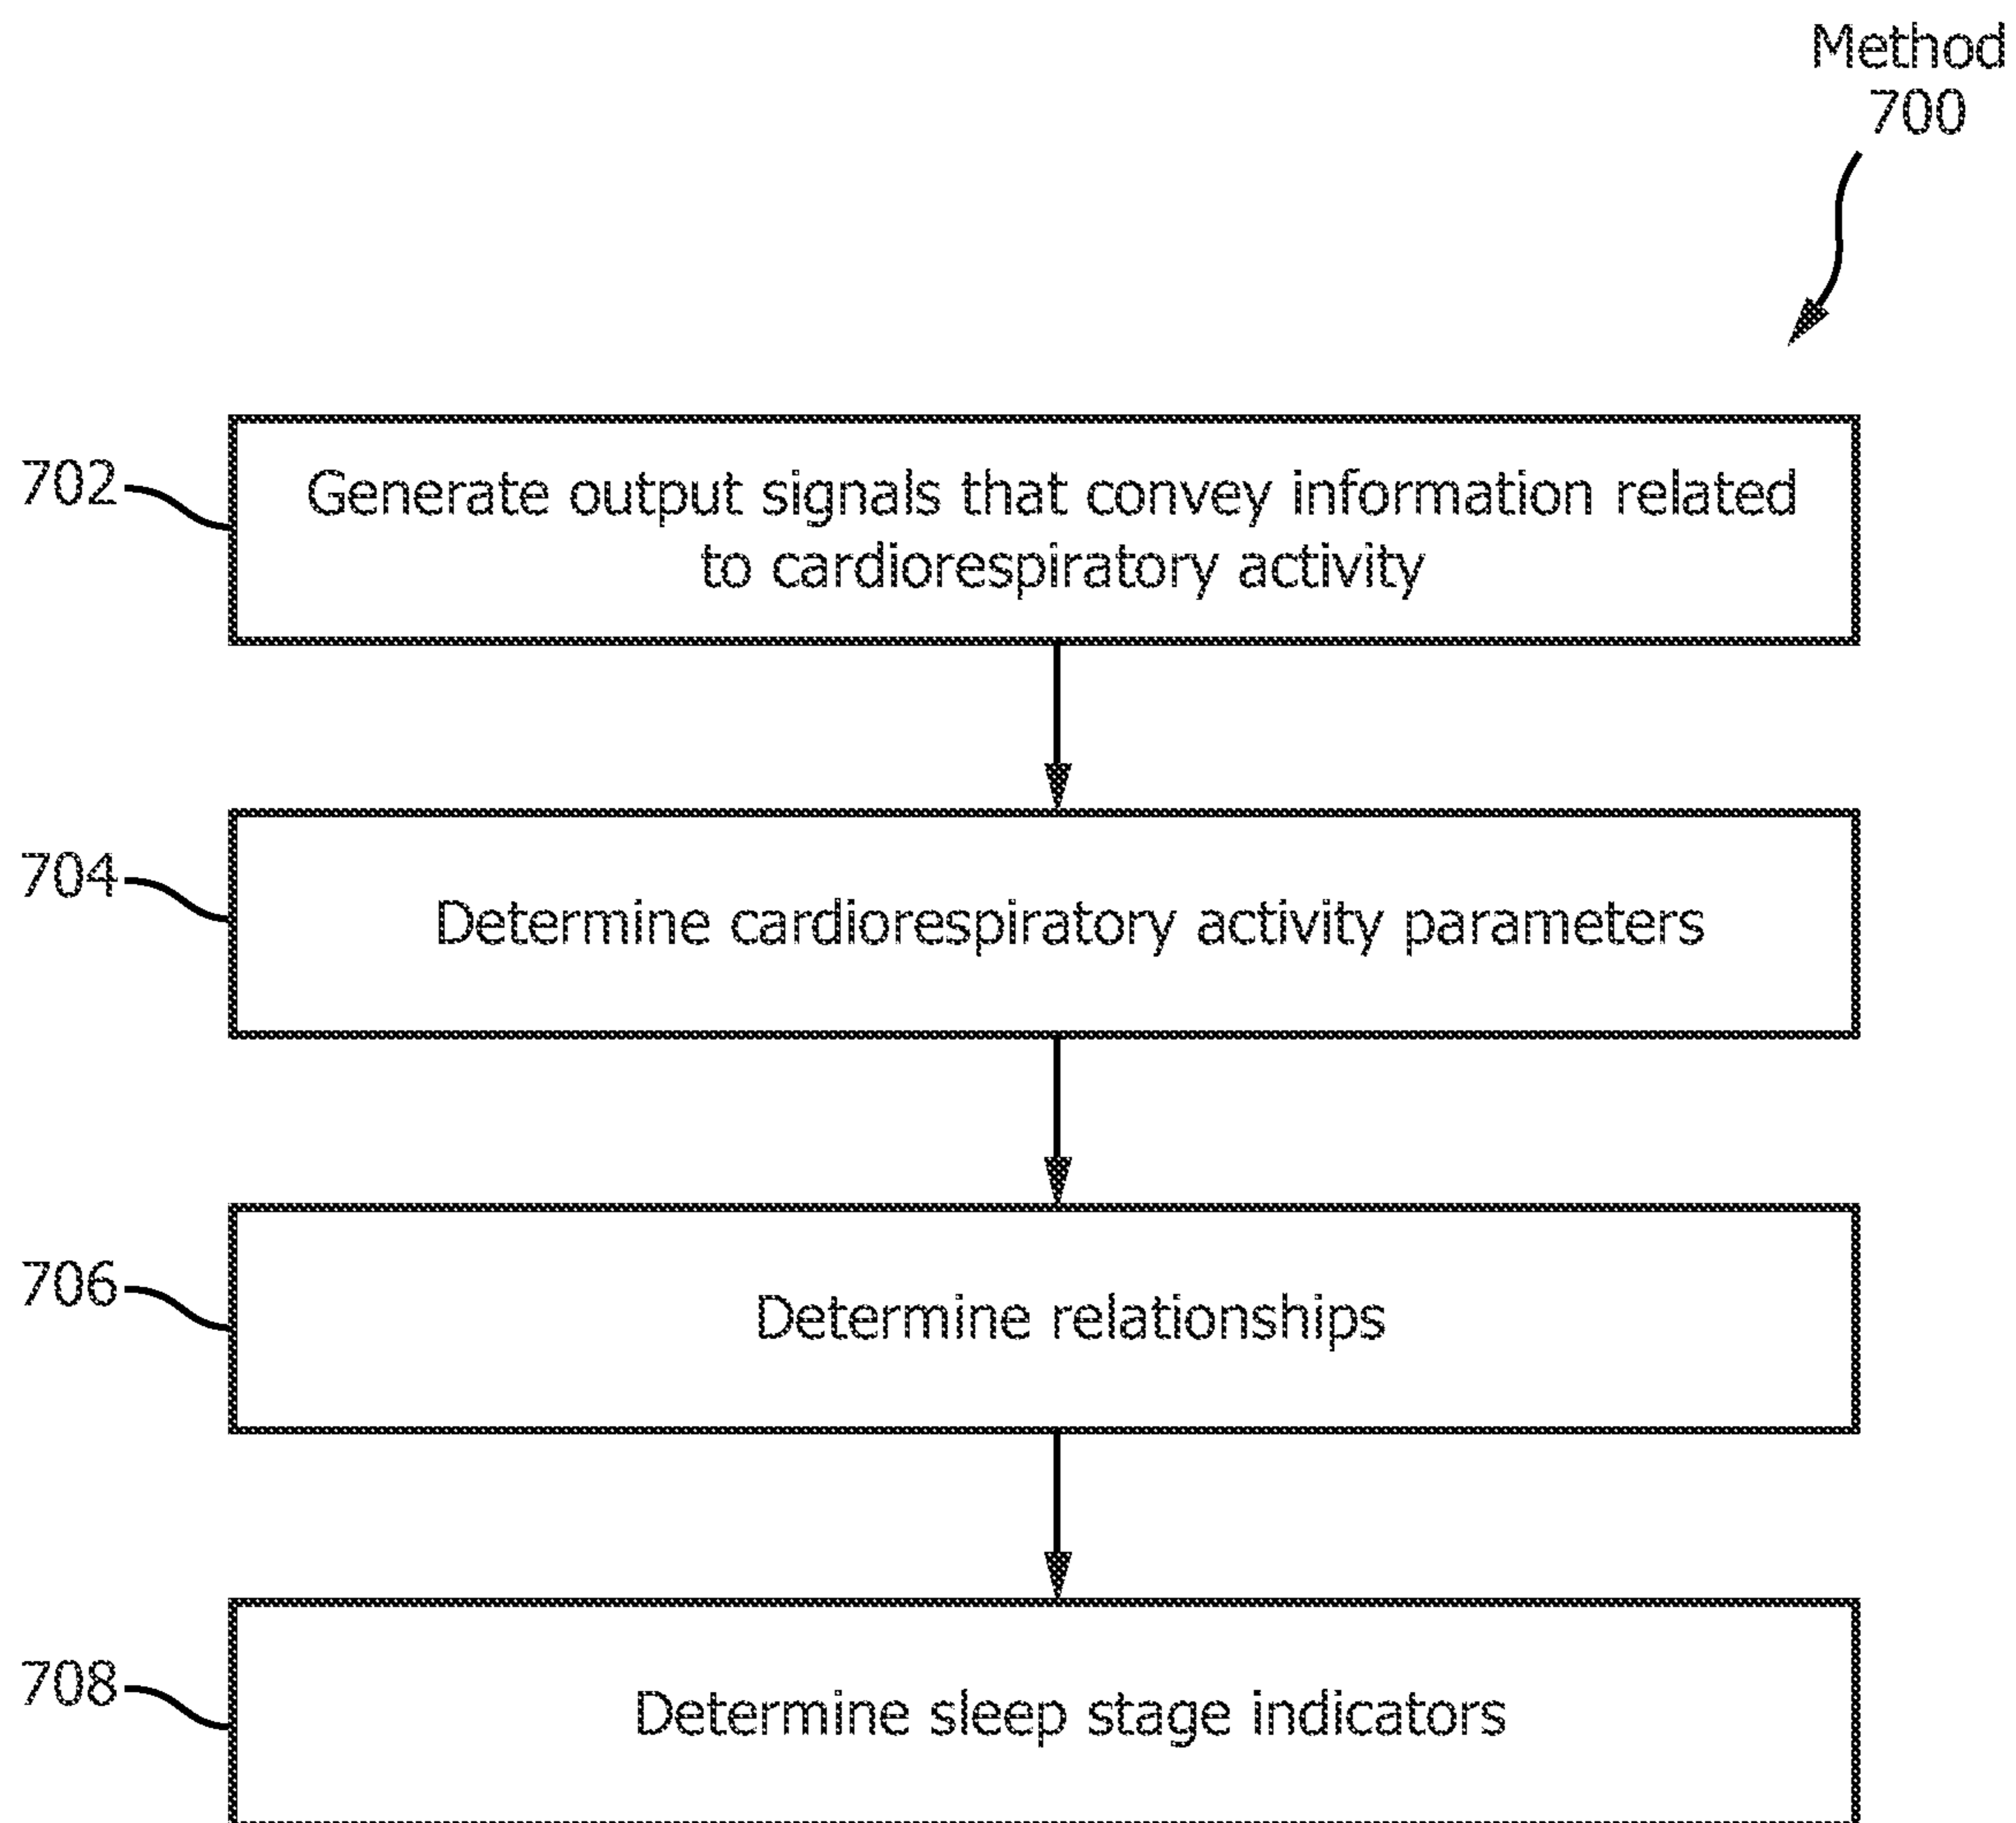 Method
700
702
Generate output signals that convey information related
to cardiorespiratory activity
704
Determine cardiorespiratory activity parameters
706
Determine relationships
708
Determine sleep stage indicators